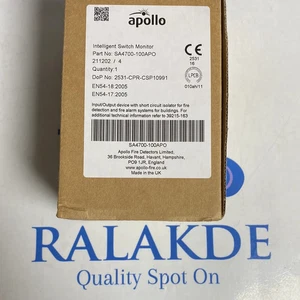 apollo
Intelligent Switch Monitor
Part No: SA4700-100APO
211202 / 4
Quantity:1
DoP No: 2531-CPR-CSP10991
EN54-18:2005
EN54-17:2005
CE
2531
16
LPCB
010aV/11
Input/Output device with short circuit isolator for fire
detection and fire alarm systems for buildings. For
additional technical information refer to 39215-163
SA4700-100APO
Apollo Fire Detectors Limited,
36 Brookside Road, Havant, Hampshire,
PO9 1JR, England.
www.apollo-fire.co.uk
Made in the UK
RALAKDE
Quality Spot On